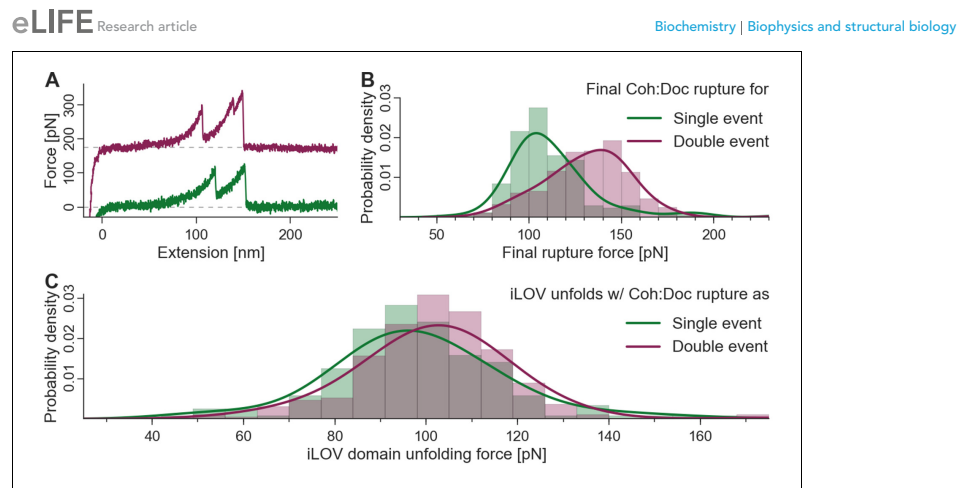 eLIFE Research article
Biochemistry | Biophysics and structural biology
A
Force [pN]
0 100 200 300
0 100 200
Extension [nm]
B
Final Coh:Doc rupture for
Single event
Double event
Probability density
0.01 0.02 0.03
50 100 150 200
Final rupture force [pN]
C
iLOV unfolds w/ Coh:Doc rupture as
Single event
Double event
Probability density
0.01 0.02 0.03
40 60 80 100 120 140 160
iLOV domain unfolding force [pN]